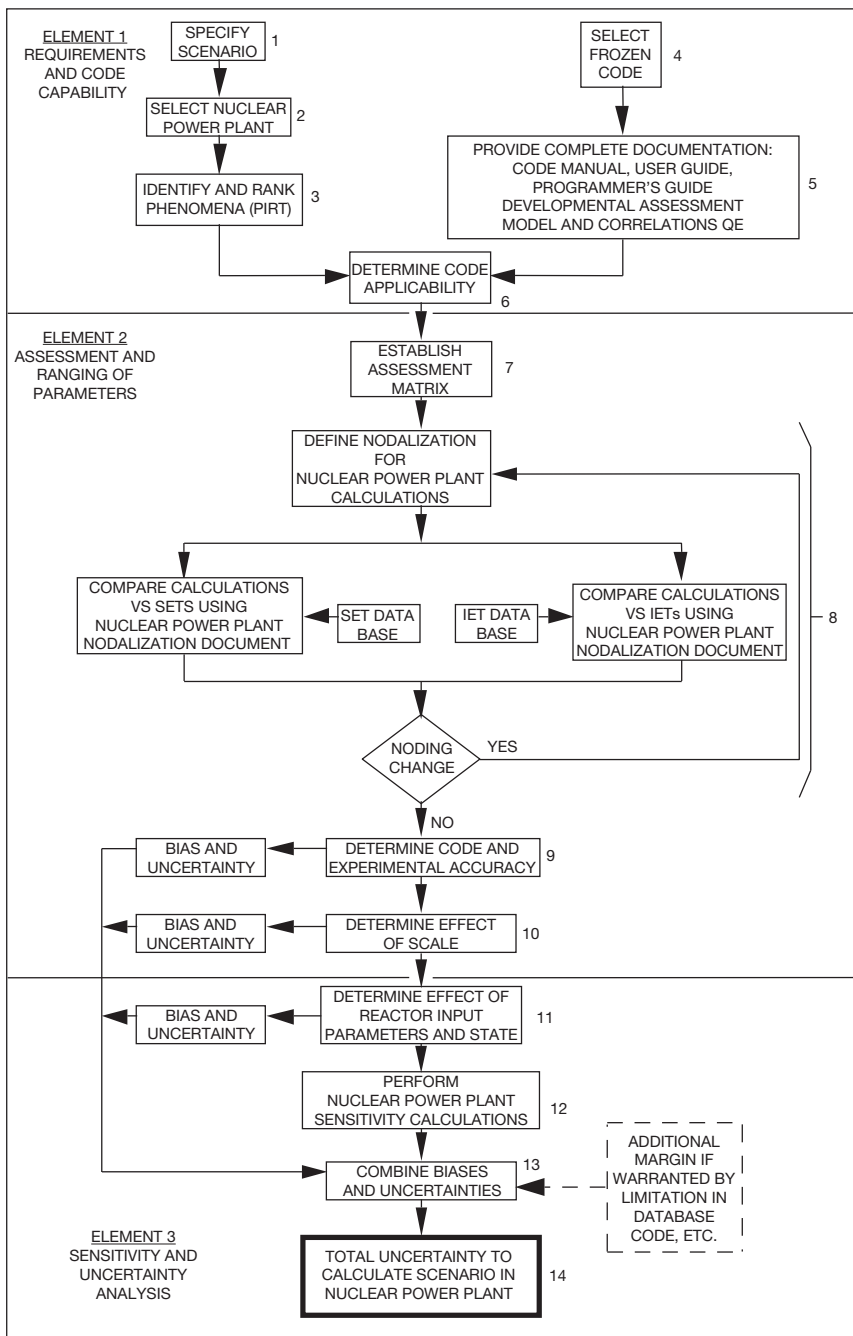 ELEMENT 1
REQUIREMENTS
AND CODE
CAPABILITY
SPECIFY
SCENARIO
1
SELECT NUCLEAR
POWER PLANT
2
IDENTIFY AND RANK
PHENOMENA (PIRT)
3
SELECT
FROZEN
CODE
4
PROVIDE COMPLETE DOCUMENTATION:
CODE MANUAL, USER GUIDE,
PROGRAMMER'S GUIDE
DEVELOPMENTAL ASSESSMENT
MODEL AND CORRELATIONS QE
5
DETERMINE CODE
APPLICABILITY
6
ELEMENT 2
ASSESSMENT AND
RANGING OF
PARAMETERS
ESTABLISH
ASSESSMENT
MATRIX
7
DEFINE NODALIZATION
FOR
NUCLEAR POWER PLANT
CALCULATIONS
COMPARE CALCULATIONS
VS SETS USING
NUCLEAR POWER PLANT
NODALIZATION DOCUMENT
SET DATA
BASE
IET DATA
BASE
COMPARE CALCULATIONS
VS IETs USING
NUCLEAR POWER PLANT
NODALIZATION DOCUMENT
8
NODING
CHANGE
YES
NO
BIAS AND
UNCERTAINTY
DETERMINE CODE AND
EXPERIMENTAL ACCURACY
9
BIAS AND
UNCERTAINTY
DETERMINE EFFECT
OF SCALE
10
BIAS AND
UNCERTAINTY
DETERMINE EFFECT OF
REACTOR INPUT
PARAMETERS AND STATE
11
PERFORM
NUCLEAR POWER PLANT
SENSITIVITY CALCULATIONS
12
COMBINE BIASES
AND UNCERTAINTIES
13
ADDITIONAL
MARGIN IF
WARRANTED BY
LIMITATION IN
DATABASE
CODE, ETC.
ELEMENT 3
SENSITIVITY AND
UNCERTAINTY
ANALYSIS
TOTAL UNCERTAINTY TO
CALCULATE SCENARIO IN
NUCLEAR POWER PLANT
14